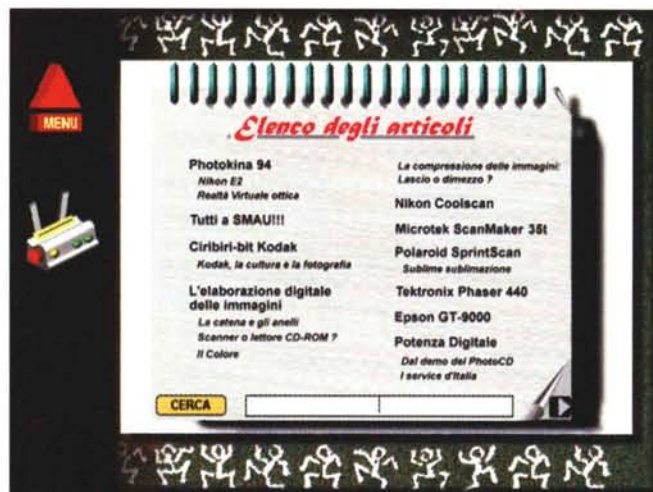 MENU
Elenco degli articoli
Photokina 94
Nikon E2
Realtà Virtuale ottica
Tutti a SMAU!!!
Ciribiri-bit Kodak
Kodak, la cultura e la fotografia
L'elaborazione digitale
delle immagini
La catena e gli anelli
Scanner o lettore CD-ROM ?
Il Colore
La compressione delle immagini:
Lascio o dimezzo ?
Nikon Coolscan
Microtek ScanMaker 35t
Polaroid SprintScan
Sublime sublimazione
Tektronix Phaser 440
Epson GT-9000
Potenza Digitale
Dal demo del PhotoCD
I service d'Italia
CERCA